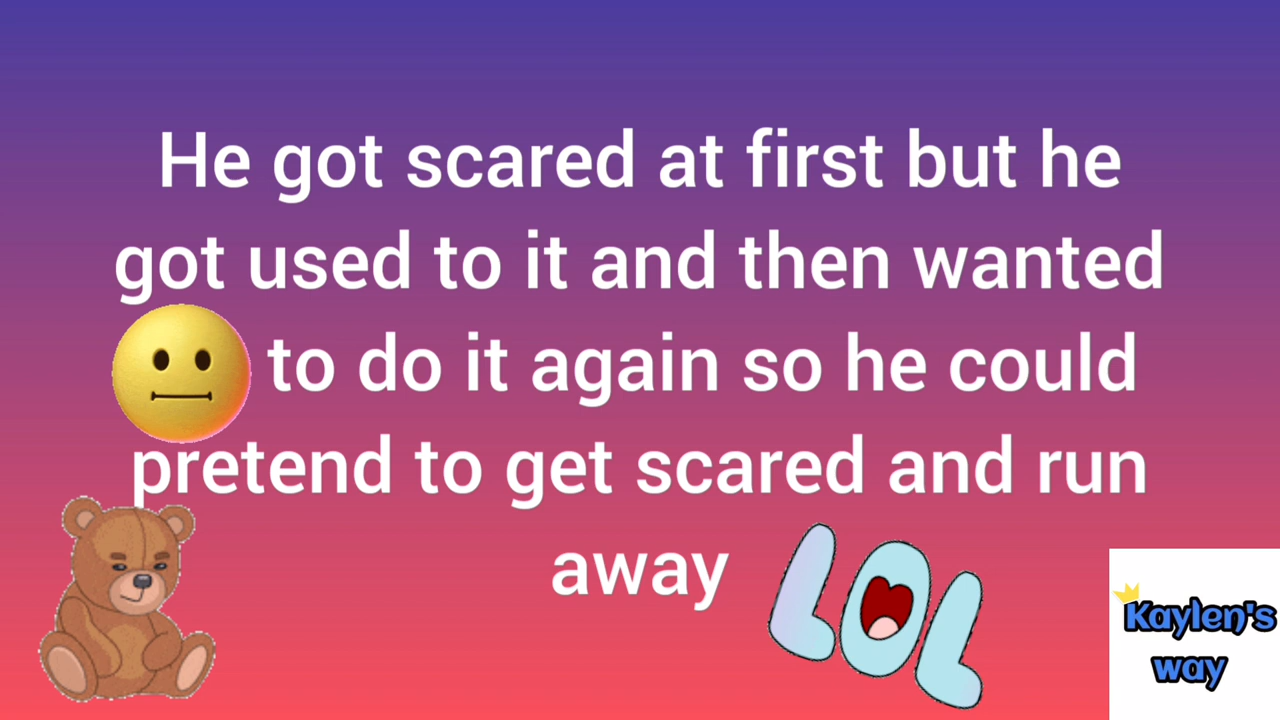 He got scared at first but he
got used to it and then wanted
to do it again so he could
pretend to get scared and run
away
LOL
Kaylen's
way